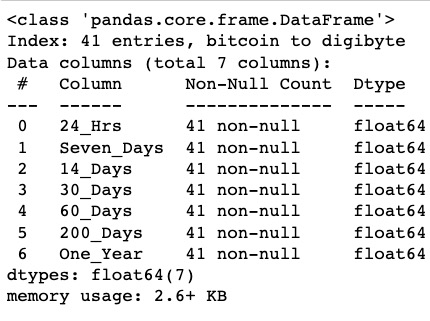 <class 'pandas.core.frame.DataFrame'>
Index: 41 entries, bitcoin to digibyte
Data columns (total 7 columns):
 #   Column      Non-Null Count  Dtype
---  ------      --------------  -----
 0   24_Hrs      41 non-null     float64
 1   Seven_Days  41 non-null     float64
 2   14_Days     41 non-null     float64
 3   30_Days     41 non-null     float64
 4   60_Days     41 non-null     float64
 5   200_Days    41 non-null     float64
 6   One_Year    41 non-null     float64
dtypes: float64(7)
memory usage: 2.6+ KB